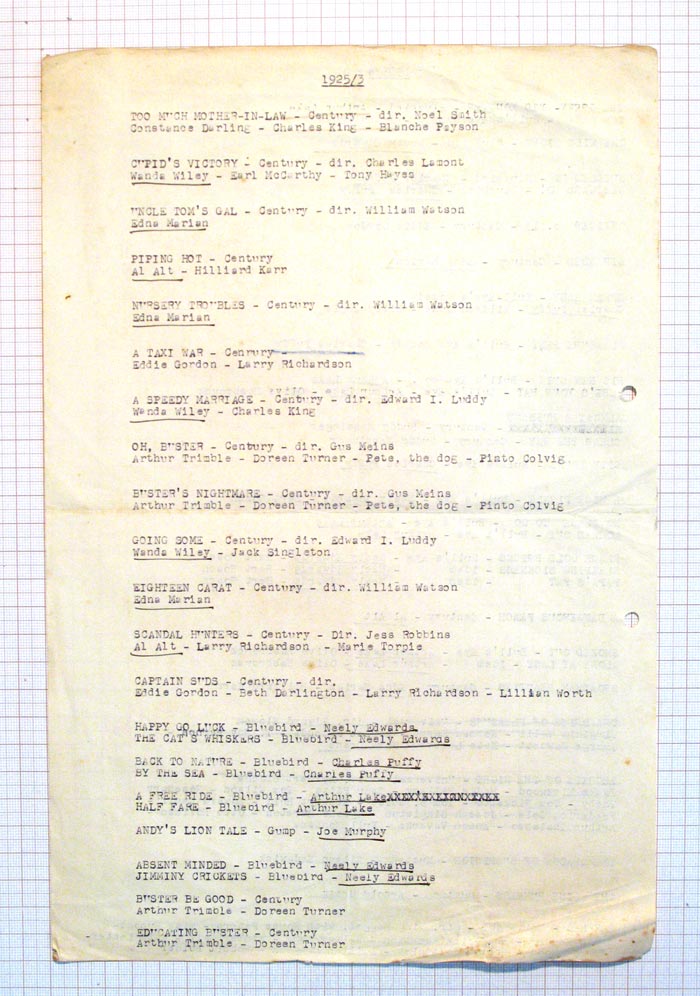 1925/3
TOO MUCH MOTHER-IN-LAW - Century - dir. Noel Smith
Constance Darling - Charles King - Blanche Payson
CUPID'S VICTORY - Century - dir. Charles Lamont
Wanda Wiley - Earl McCarthy - Tony Hayes
UNCLE TOM'S GAL - Century - dir. William Watson
Edna Marian
PIPING HOT - Century
Al Alt - Hilliard Karr
NURSERY TROUBLES - Century - dir. William Watson
Edna Marian
A TAXI WAR - Cenrury
Eddie Gordon - Larry Richardson
A SPEEDY MARRIAGE - Century - dir. Edward I. Luddy
Wanda Wiley - Charles King
OH, BUSTER - Century - dir. Gus Meins
Arthur Trimble - Doreen Turner - Pete, the dog - Pinto Colvig
BUSTER'S NIGHTMARE - Century - dir. Gus Meins
Arthur Trimble - Doreen Turner - Pete, the dog - Pinto Colvig
GOING SOME - Century - dir. Edward I. Luddy
Wanda Wiley - Jack Singleton
EIGHTEEN CARAT - Century - dir. William Watson
Edna Marian
SCANDAL HUNTERS - Century - Dir. Jess Robbins
Al Alt - Larry Richardson - Marie Torpie
CAPTAIN SUDS - Century - dir.
Eddie Gordon - Beth Darlington - Larry Richardson - Lillian Worth
HAPPY GO LUCK - Bluebird - Neely Edwards
THE CAT'S WHISKERS - Bluebird - Neely Edwards
BACK TO NATURE - Bluebird - Charles Puffy
BY THE SEA - Bluebird - Charles Puffy
A FREE RIDE - Bluebird - Arthur Lake
HALF FARE - Bluebird - Arthur Lake
ANDY'S LION TALE - Gump - Joe Murphy
ABSENT MINDED - Bluebird - Neely Edwards
JIMMINY CRICKETS - Bluebird - Neely Edwards
BUSTER BE GOOD - Century
Arthur Trimble - Doreen Turner
EDUCATING BUSTER - Century
Arthur Trimble - Doreen Turner